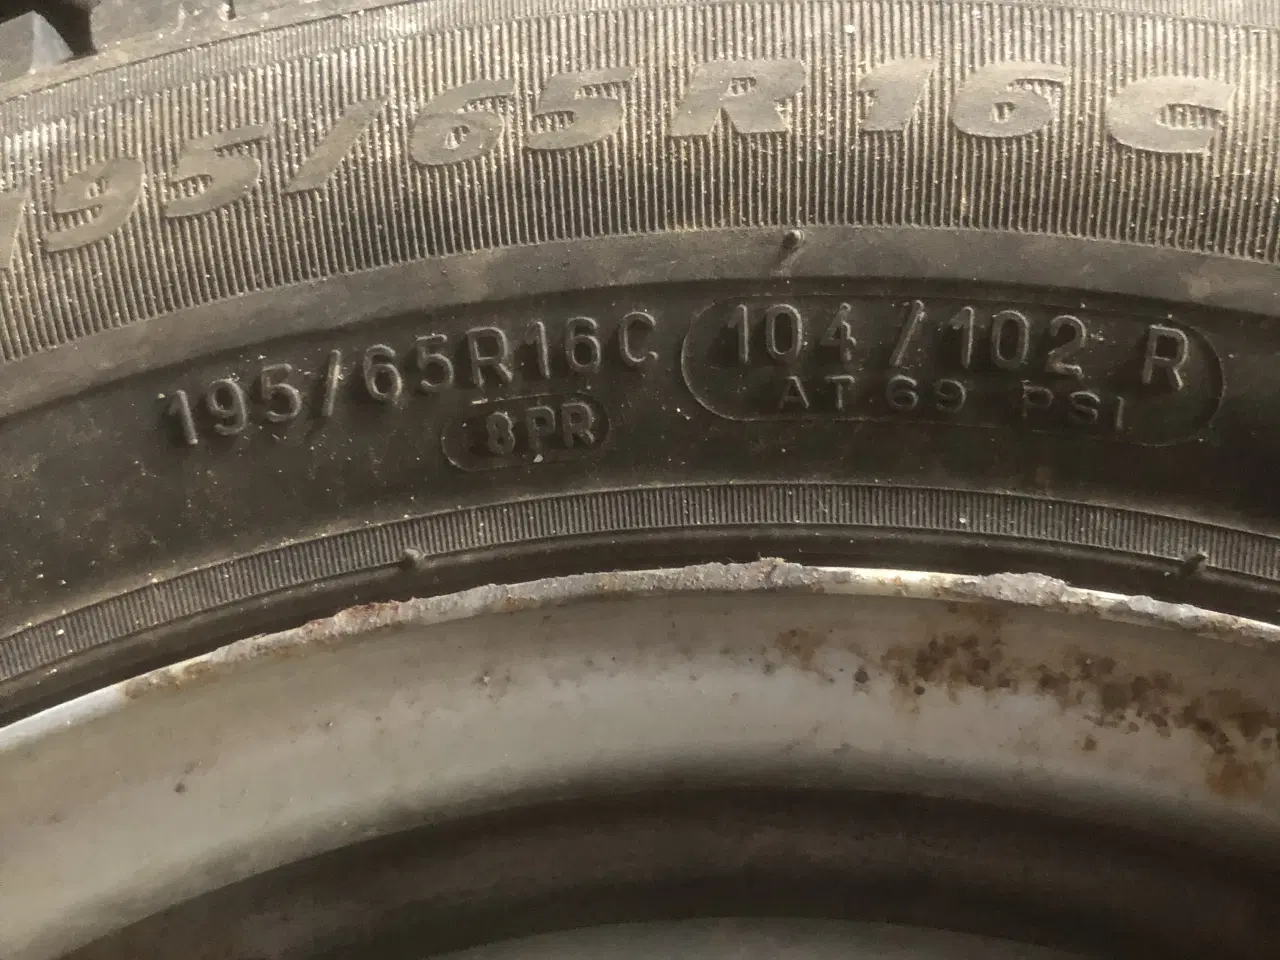 195/65R16C
195/65R16C 104/102 R
8PR AT 69 PSI